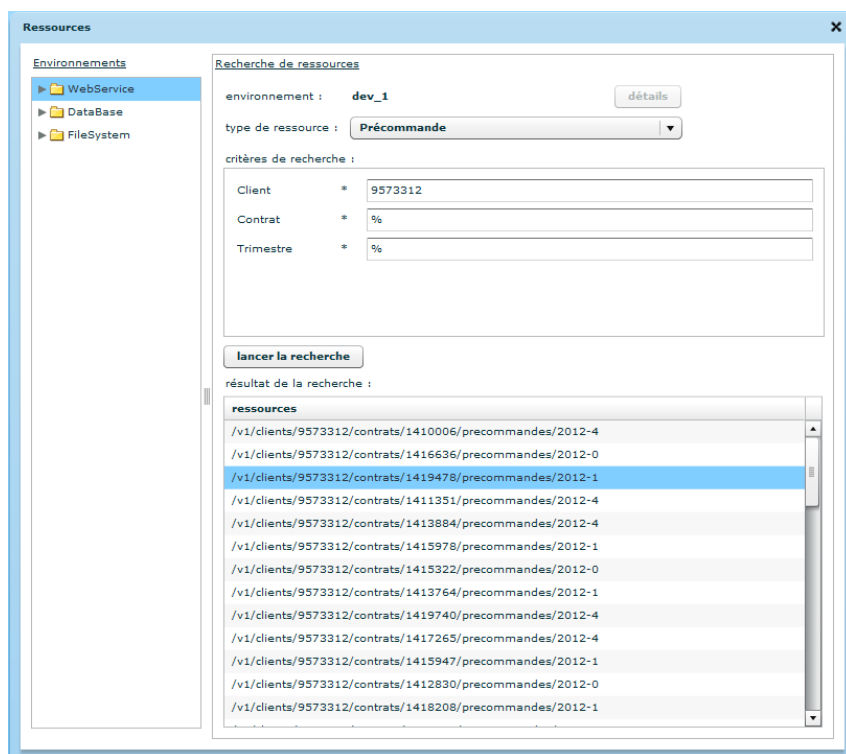 Ressources
Environnements
WebService
DataBase
FileSystem
Recherche de ressources
environnement : dev_1 détails
type de ressource : Précommande
critères de recherche :
Client * 9573312
Contrat * %
Trimestre * %
lancer la recherche
résultat de la recherche :
ressources
/v1/clients/9573312/contrats/1410006/precommandes/2012-4
/v1/clients/9573312/contrats/1416636/precommandes/2012-0
/v1/clients/9573312/contrats/1419478/precommandes/2012-1
/v1/clients/9573312/contrats/1411351/precommandes/2012-4
/v1/clients/9573312/contrats/1413884/precommandes/2012-4
/v1/clients/9573312/contrats/1415978/precommandes/2012-1
/v1/clients/9573312/contrats/1415322/precommandes/2012-0
/v1/clients/9573312/contrats/1413764/precommandes/2012-1
/v1/clients/9573312/contrats/1419740/precommandes/2012-4
/v1/clients/9573312/contrats/1417265/precommandes/2012-4
/v1/clients/9573312/contrats/1415947/precommandes/2012-1
/v1/clients/9573312/contrats/1412830/precommandes/2012-0
/v1/clients/9573312/contrats/1418208/precommandes/2012-1